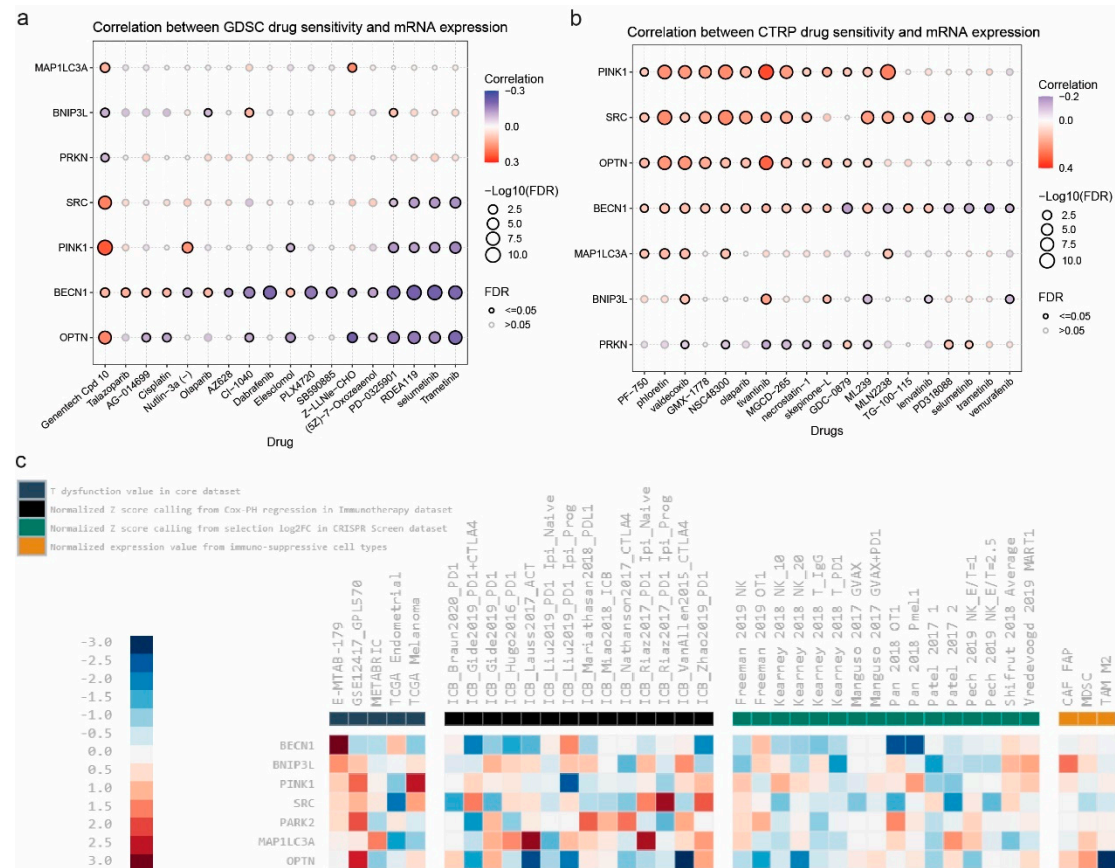 a
Correlation between GDSC drug sensitivity and mRNA expression
MAP1LC3A
BNIP3L
PRKN
SRC
PINK1
BECN1
OPTN
Genentech Cpd 10
Talazoparib
AG-014699
Cisplatin
Nutlin-3a (-)
Olaparib
AZ628
CI-1040
Dabrafenib
Elesclomol
PLX4720
SB590885
Z-LLNle-CHO
(5Z)-7-Oxozeaenol
PD-0325901
RDEA119
selumetinib
Trametinib
Drug
Correlation
-0.3
0.0
0.3
-Log10(FDR)
2.5
5.0
7.5
10.0
FDR
<=0.05
>0.05
b
Correlation between CTRP drug sensitivity and mRNA expression
PINK1
SRC
OPTN
BECN1
MAP1LC3A
BNIP3L
PRKN
PF-750
phloretin
valdecoxib
GMX-1778
NSC48300
olaparib
tivantinib
MGCD-265
necrostatin-1
skepinone-L
GDC-0879
ML239
MLN2238
TG-100-115
lenvatinib
PD318088
selumetinib
trametinib
vemurafenib
Drugs
Correlation
-0.2
0.0
0.4
-Log10(FDR)
2.5
5.0
7.5
10.0
FDR
<=0.05
>0.05
c
T dysfunction value in core dataset
Normalized Z score calling from Cox-PH regression in Immunotherapy dataset
Normalized Z score calling from selection log2FC in CRISPR Screen dataset
Normalized expression value from immuno-suppressive cell types
-3.0
-2.5
-2.0
-1.5
-1.0
-0.5
0.0
0.5
1.0
1.5
2.0
2.5
3.0
E-MTAB-179
GSE12417_GPL570
METABRIC
TCGA Endometrial
TCGA Melanoma
ICB_Braun2020_PD1
ICB_Gide2019_PD1+CTLA4
ICB_Gide2019_PD1
ICB_Hugo2016_PD1
ICB_Lauss2017_ACT
ICB_Liu2019_PD1 Ipi_Naive
ICB_Liu2019_PD1 Ipi_Prog
ICB_Mariathasan2018_PDL1
ICB_Miao2018_ICB
ICB_Nathanson2017_CTLA4
ICB_Riaz2017_PD1 Ipi_Naive
ICB_Riaz2017_PD1 Ipi_Prog
ICB_VanAllen2015_CTLA4
ICB_Zhao2019_PD1
Freeman 2019 NK
Freeman 2019 OT1
Kearney 2018 NK_10
Kearney 2018 NK_20
Kearney 2018 T_IgG
Kearney 2018 T_PD1
Manguso 2017 GVAX
Manguso 2017 GVAX+PD1
Pan 2018 OT1
Pan 2018 Pmel1
Patel 2017 1
Patel 2017 2
Pech 2019 NK_E/T=1
Pech 2019 NK_E/T=2.5
Shifrut 2018 Average
Vredevoogd 2019 MART1
CAF FAP
MDSC
TAM M2
BECN1
BNIP3L
PINK1
SRC
PARK2
MAP1LC3A
OPTN